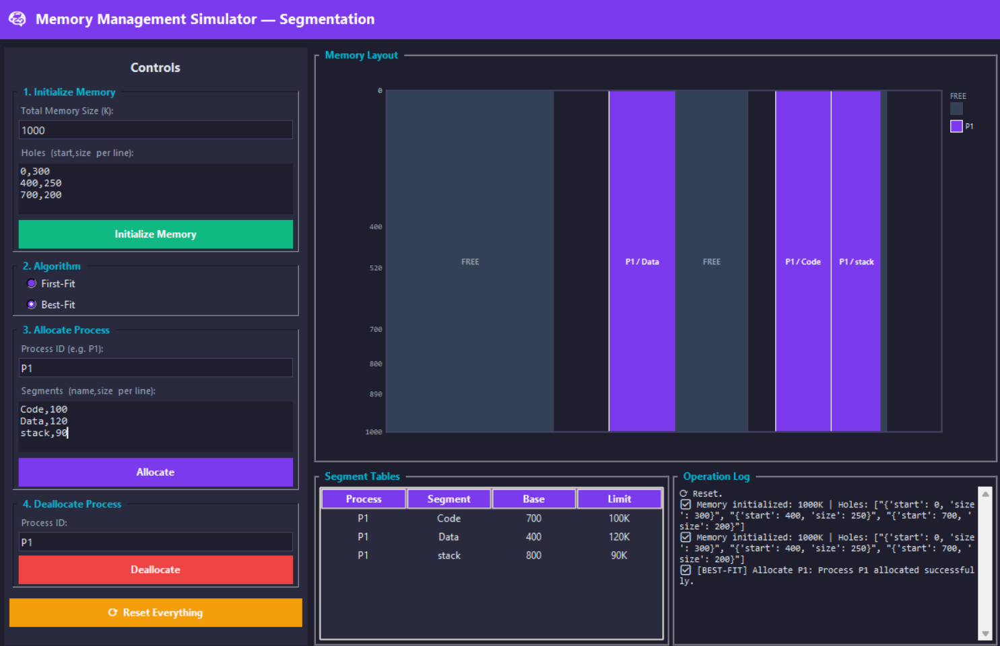 Memory Management Simulator — Segmentation
Controls
1. Initialize Memory
Total Memory Size (K):
1000
Holes (start,size per line):
0,300
400,250
700,200
Initialize Memory
2. Algorithm
First-Fit
Best-Fit
3. Allocate Process
Process ID (e.g. P1):
P1
Segments (name,size per line):
Code,100
Data,120
stack,90
Allocate
4. Deallocate Process
Process ID:
P1
Deallocate
⟳ Reset Everything
Memory Layout
0
400
520
700
800
890
1000
FREE
P1 / Data
FREE
P1 / Code
P1 / stack
FREE
P1
Segment Tables
Process Segment Base Limit
P1 Code 700 100K
P1 Data 400 120K
P1 stack 800 90K
Operation Log
⟳ Reset.
☑ Memory initialized: 1000K | Holes: ["{'start': 0, 'size
': 300}", "{'start': 400, 'size': 250}", "{'start': 700, '
size': 200}"]
☑ Memory initialized: 1000K | Holes: ["{'start': 0, 'size
': 300}", "{'start': 400, 'size': 250}", "{'start': 700, '
size': 200}"]
☑ [BEST-FIT] Allocate P1: Process P1 allocated successful
ly.